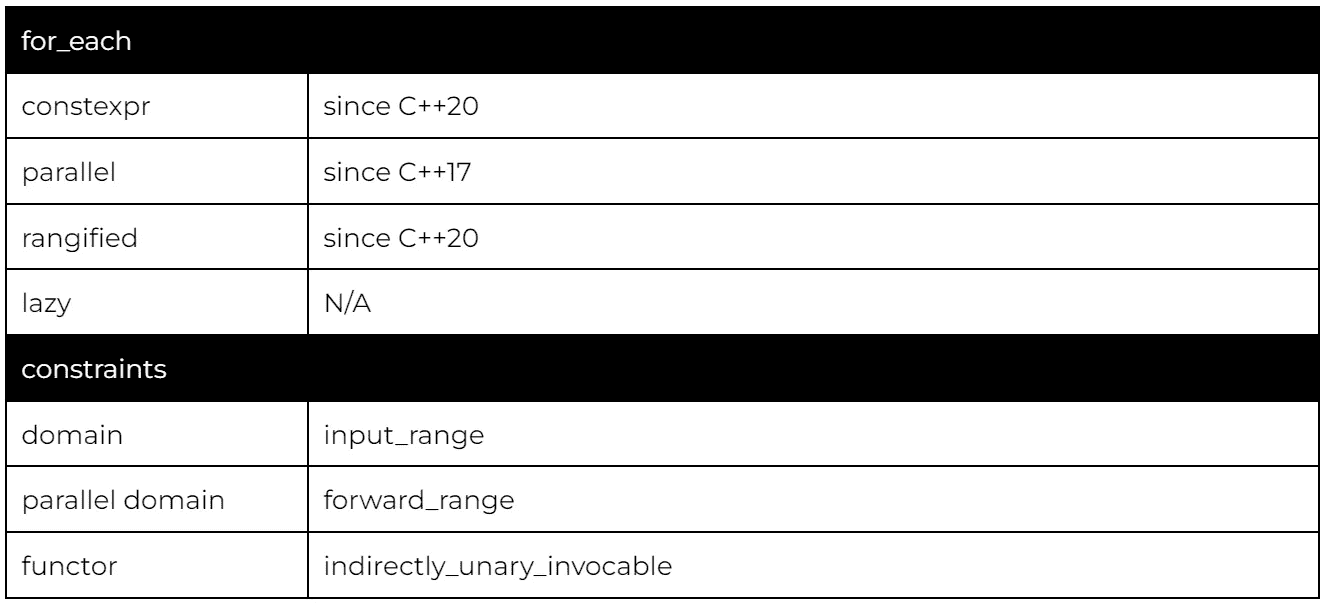 for_each
constexpr since C++20
parallel since C++17
rangified since C++20
lazy N/A
constraints
domain input_range
parallel domain forward_range
functor indirectly_unary_invocable